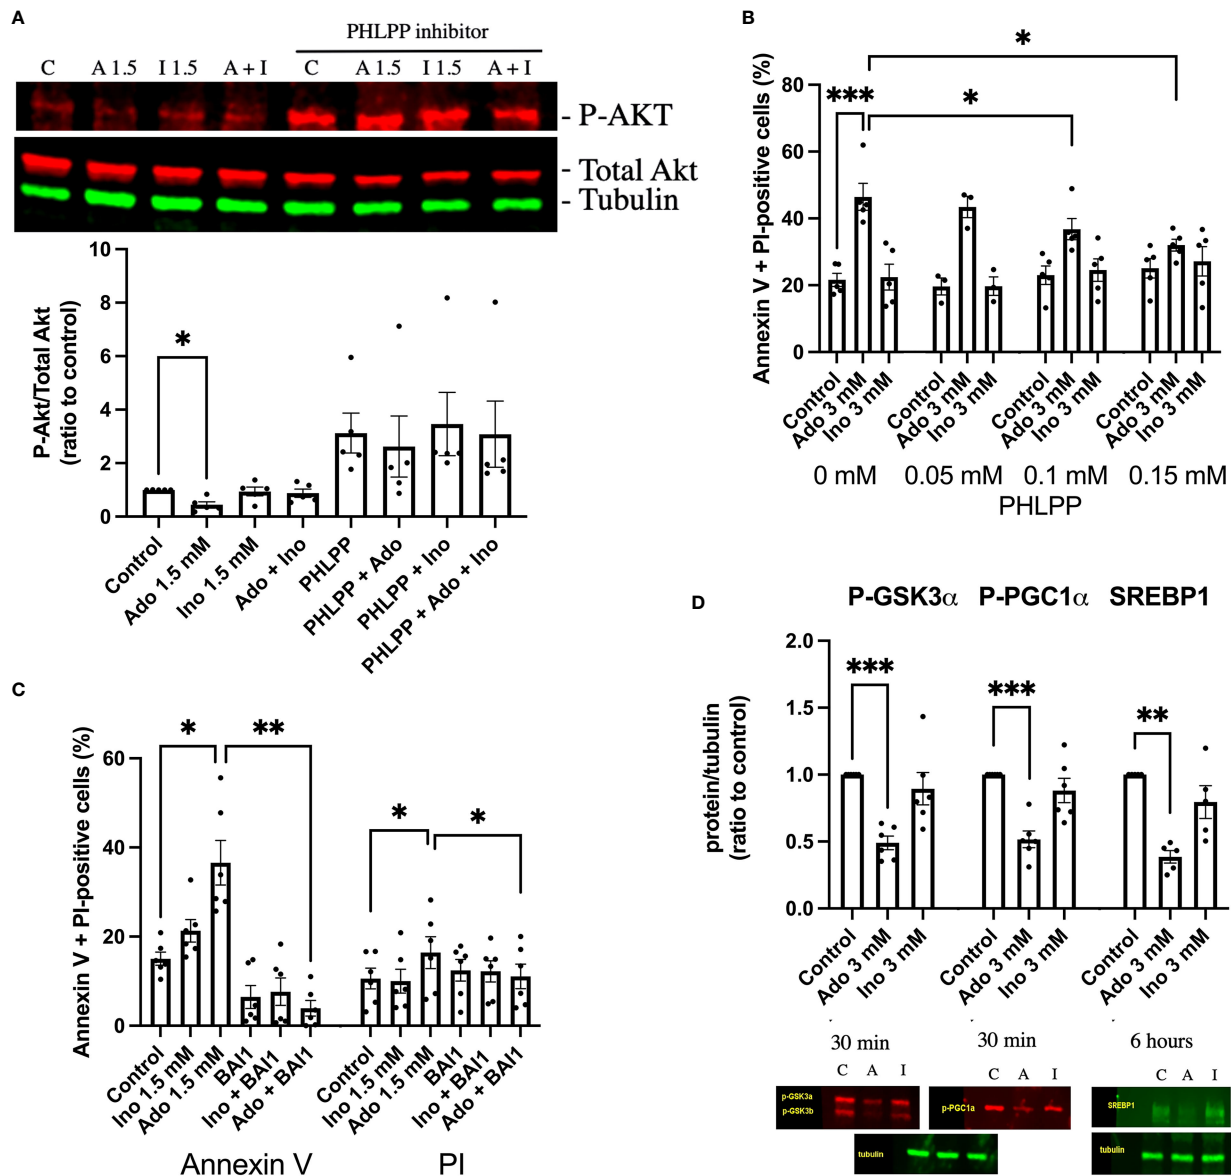 A
PHLPP inhibitor
C A 1.5 I 1.5 A + I C A 1.5 I 1.5 A + I
- P-AKT
- Total Akt
- Tubulin
P-Akt/Total Akt
(ratio to control)
10
8
6
4
2
0
*
Control
Ado 1.5 mM
Ino 1.5 mM
Ado + Ino
PHLPP
PHLPP + Ado
PHLPP + Ino
PHLPP + Ado + Ino
B
Annexin V + PI-positive cells (%)
80
60
40
20
0
*
*** *
Control
Ado 3 mM
Ino 3 mM
Control
Ado 3 mM
Ino 3 mM
Control
Ado 3 mM
Ino 3 mM
Control
Ado 3 mM
Ino 3 mM
0 mM 0.05 mM 0.1 mM 0.15 mM
PHLPP
C
Annexin V + PI-positive cells (%)
60
40
20
0
* **
* *
Control
Ino 1.5 mM
Ado 1.5 mM
BAI1
Ino + BAI1
Ado + BAI1
Control
Ino 1.5 mM
Ado 1.5 mM
BAI1
Ino + BAI1
Ado + BAI1
Annexin V PI
D
P-GSK3α P-PGC1α SREBP1
protein/tubulin
(ratio to control)
2.0
1.5
1.0
0.5
0.0
*** *** **
Control
Ado 3 mM
Ino 3 mM
Control
Ado 3 mM
Ino 3 mM
Control
Ado 3 mM
Ino 3 mM
30 min 30 min 6 hours
C A I C A I C A I
p-GSK3a
p-GSK3b
p-PGC1a
SREBP1
tubulin
tubulin